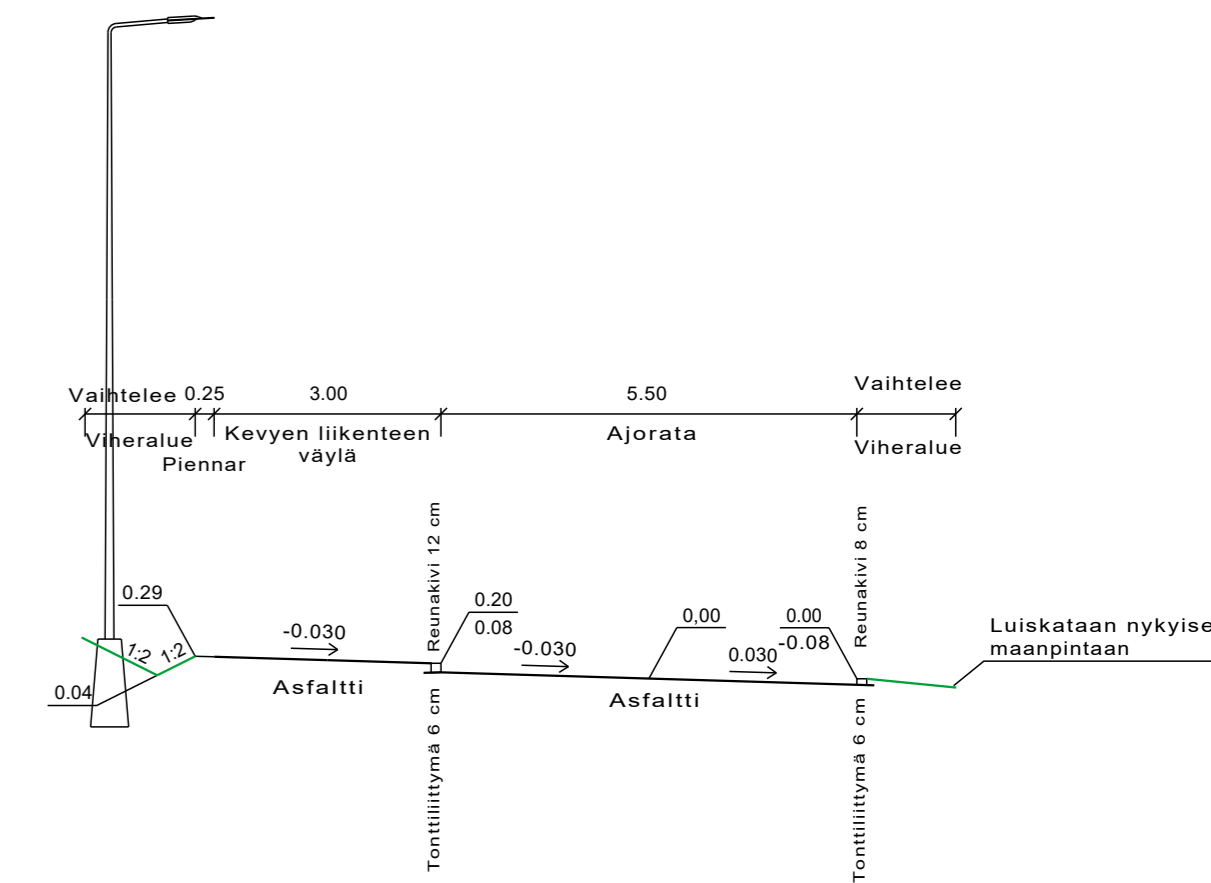 Vaihtelee
0.25
3.00
5.50
Vaihtelee
Viheralue
Piennar
Kevyen liikenteen
väylä
Ajorata
Viheralue
Reunakivi 12 cm
Reunakivi 8 cm
0.29
-0.030
0.20
0.08
-0.030
0,00
0.030
0.00
-0.08
1:2
1:2
0.04
Asfaltti
Asfaltti
Luiskataan nykyise
maanpintaan
Tonttiliittymä 6 cm
Tonttiliittymä 6 cm